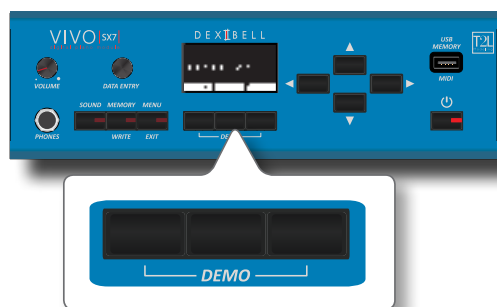 VIVO SX7
DEXIBELL
USB
MEMORY
MIDI
VOLUME
DATA ENTRY
SOUND MEMORY MENU
WRITE EXIT
PHONES
DEMO